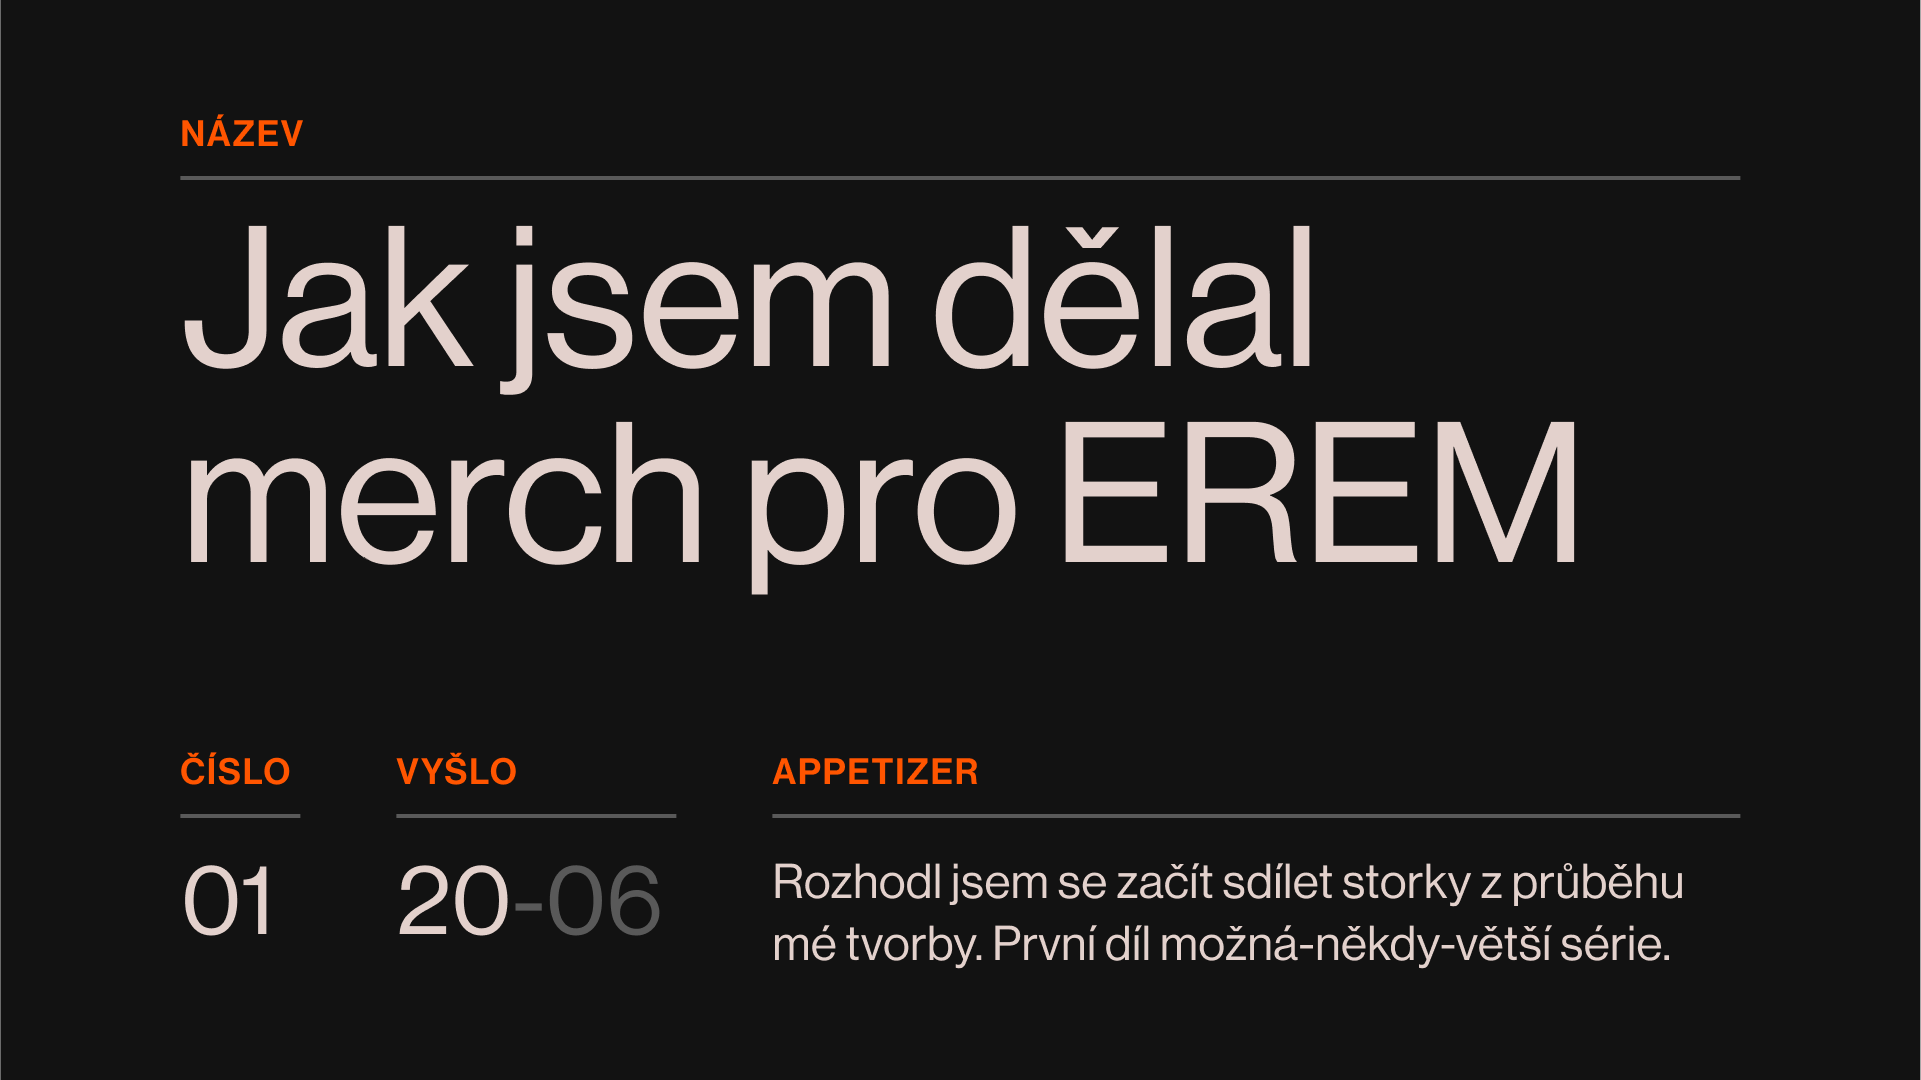 NÁZEV
Jak jsem dělal
merch pro EREM
ČÍSLO
01
VYŠLO
20-06
APPETIZER
Rozhodl jsem se začít sdílet storky z průběhu
mé tvorby. První díl možná-někdy-větší série.